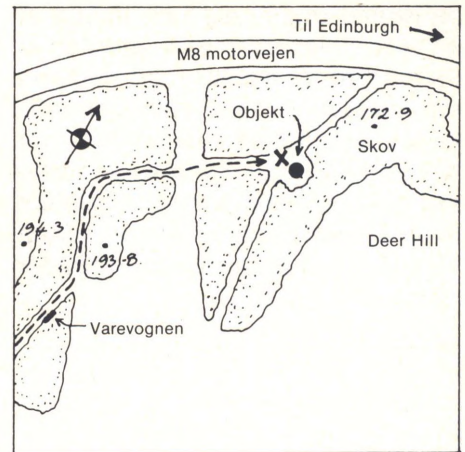 Til Edinburgh
M8 motorvejen
Objekt
172.9
Skov
194.3
193.8
Deer Hill
Varevognen